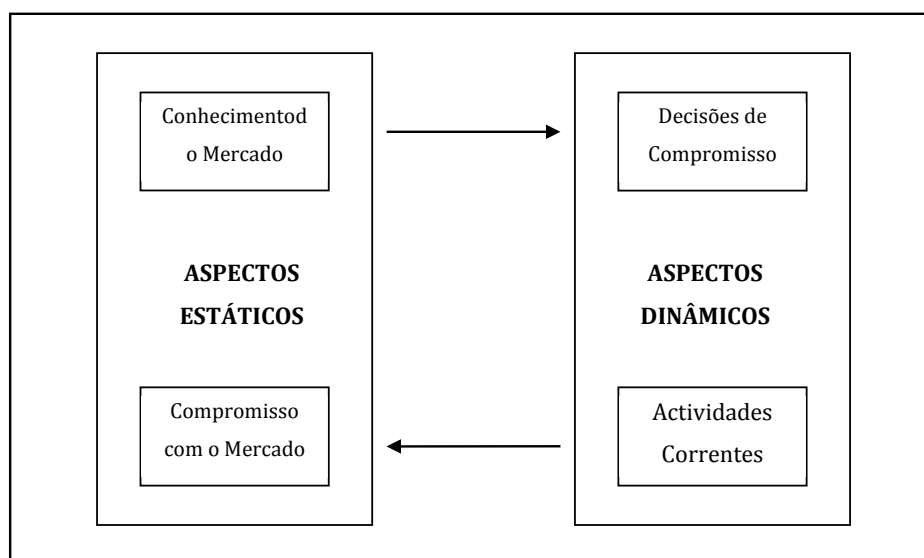 Conhecimentod
o Mercado
ASPECTOS
ESTÁTICOS
Compromisso
com o Mercado
Decisões de
Compromisso
ASPECTOS
DINÂMICOS
Actividades
Correntes